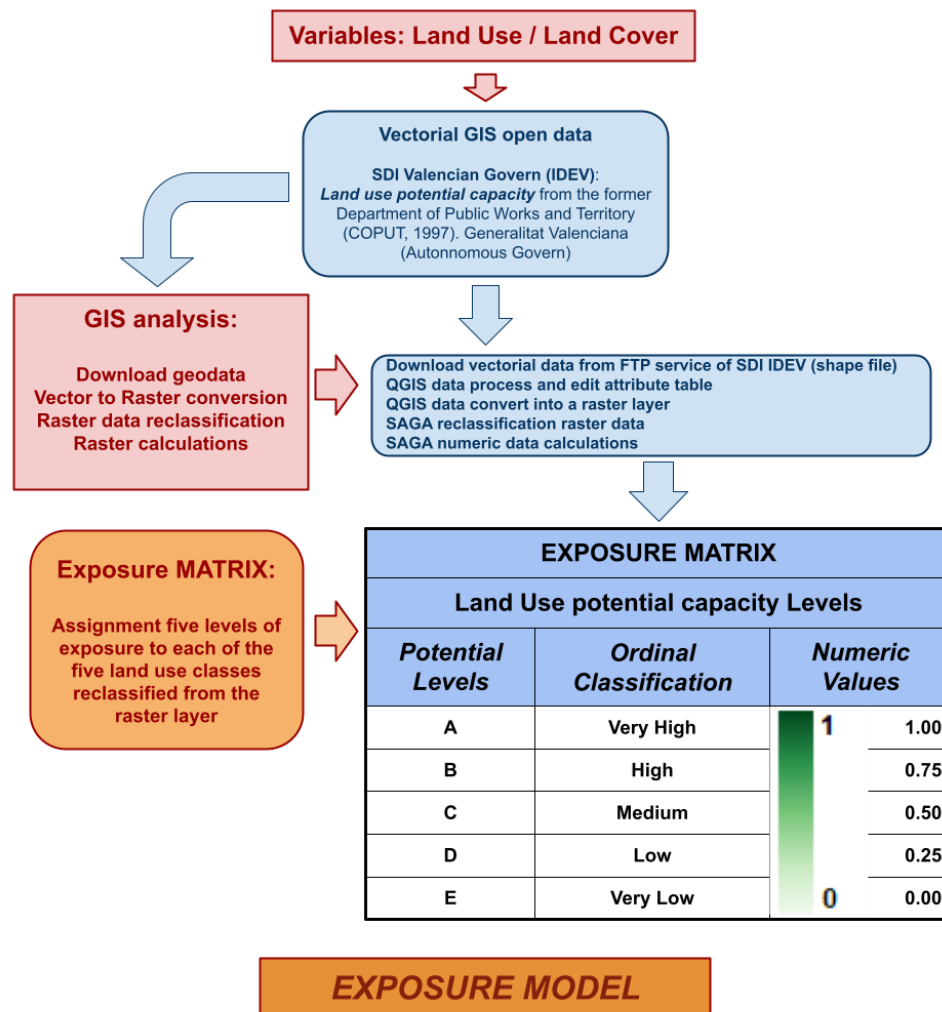 Variables: Land Use / Land Cover
Vectorial GIS open data
SDI Valencian Govern (IDEV):
Land use potential capacity from the former
Department of Public Works and Territory
(COPUT, 1997). Generalitat Valenciana
(Autonnomous Govern)
GIS analysis:
Download geodata
Vector to Raster conversion
Raster data reclassification
Raster calculations
Download vectorial data from FTP service of SDI IDEV (shape file)
QGIS data process and edit attribute table
QGIS data convert into a raster layer
SAGA reclassification raster data
SAGA numeric data calculations
Exposure MATRIX:
Assignment five levels of
exposure to each of the
five land use classes
reclassified from the
raster layer
EXPOSURE MATRIX
Land Use potential capacity Levels
Potential Levels Ordinal Classification Numeric Values
A Very High 1 1.00
B High 0.75
C Medium 0.50
D Low 0.25
E Very Low 0 0.00
EXPOSURE MODEL